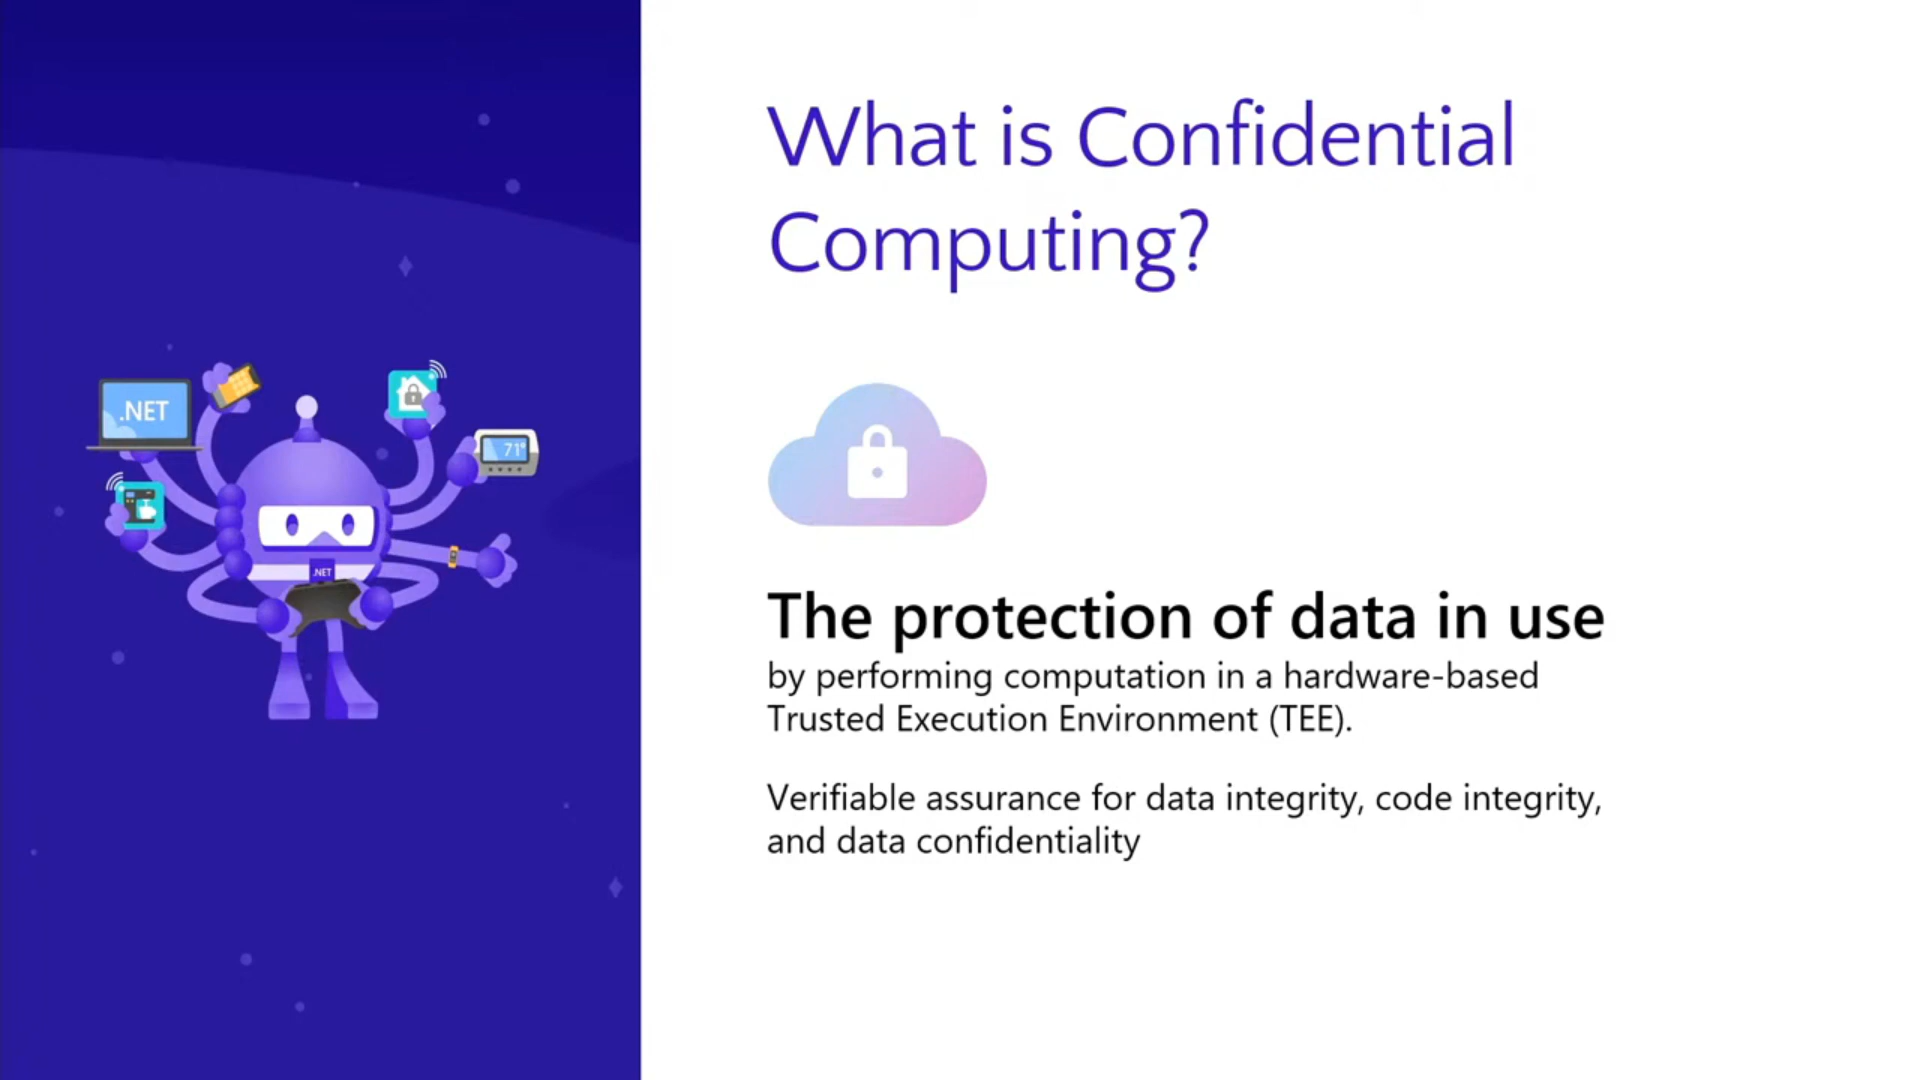 What is Confidential
Computing?
.NET
71°
.NET
The protection of data in use
by performing computation in a hardware-based
Trusted Execution Environment (TEE).
Verifiable assurance for data integrity, code integrity,
and data confidentiality